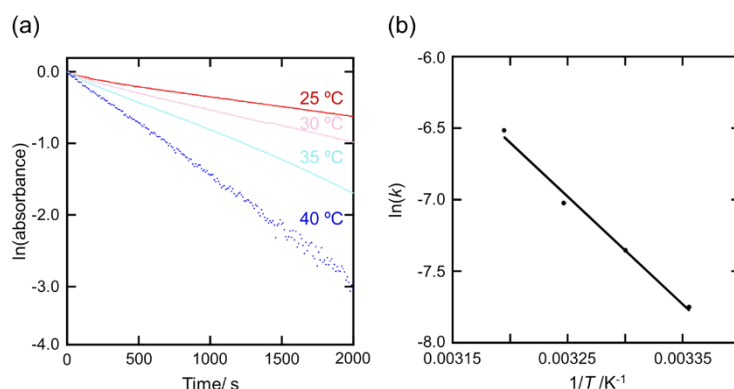 (a)
ln(absorbance)
0.0
-1.0
-2.0
-3.0
-4.0
25 ºC
30 ºC
35 ºC
40 ºC
0
500
1000
1500
2000
Time/ s
(b)
ln(k)
-6.0
-6.5
-7.0
-7.5
-8.0
0.00315
0.00325
0.00335
1/T /K-1